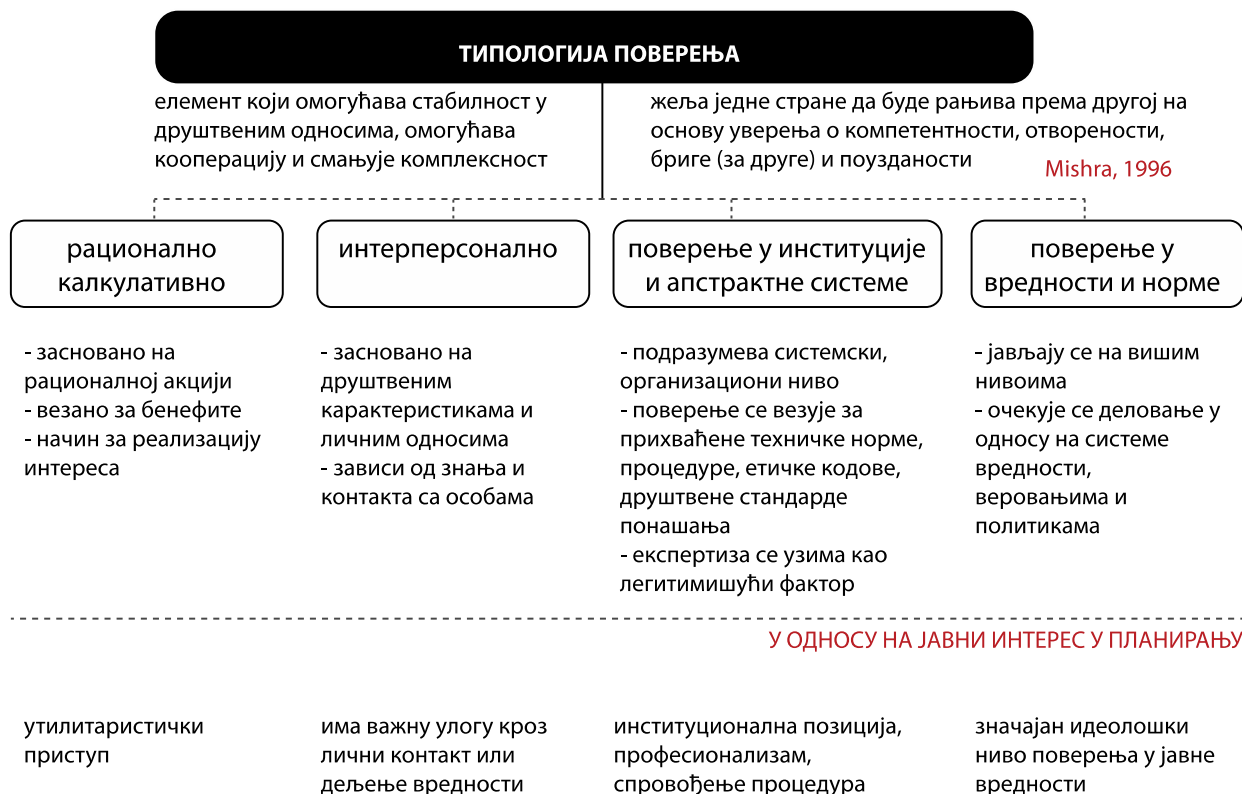 ТИПОЛОГИЈА ПОВЕРЕЊА
елемент који омогућава стабилност у
друштвеним односима, омогућава
кооперацију и смањује комплексност
жеља једне стране да буде рањива према другој на
основу уверења о компетентности, отворености,
бриге (за друге) и поузданости
Mishra, 1996
рационално
калкулативно
интерперсонално
поверење у институције
и апстрактне системе
поверење у
вредности и норме
- засновано на
рационалној акцији
- везано за бенефите
- начин за реализацију
интереса
- засновано на
друштвеним
карактеристикама и
личним односима
- зависи од знања и
контакта са особама
- подразумева системски,
организациони ниво
- поверење се везује за
прихваћене техничке норме,
процедуре, етичке кодове,
друштвене стандарде
понашања
- експертиза се узима као
легитимишући фактор
- јављају се на вишим
нивоима
- очекује се деловање у
односу на системе
вредности,
веровањима и
политикама
У ОДНОСУ НА ЈАВНИ ИНТЕРЕС У ПЛАНИРАЊУ
утилитаристички
приступ
има важну улогу кроз
лични контакт или
дељење вредности
институционална позиција,
професионализам,
спровођење процедура
значајан идеолошки
ниво поверења у јавне
вредности